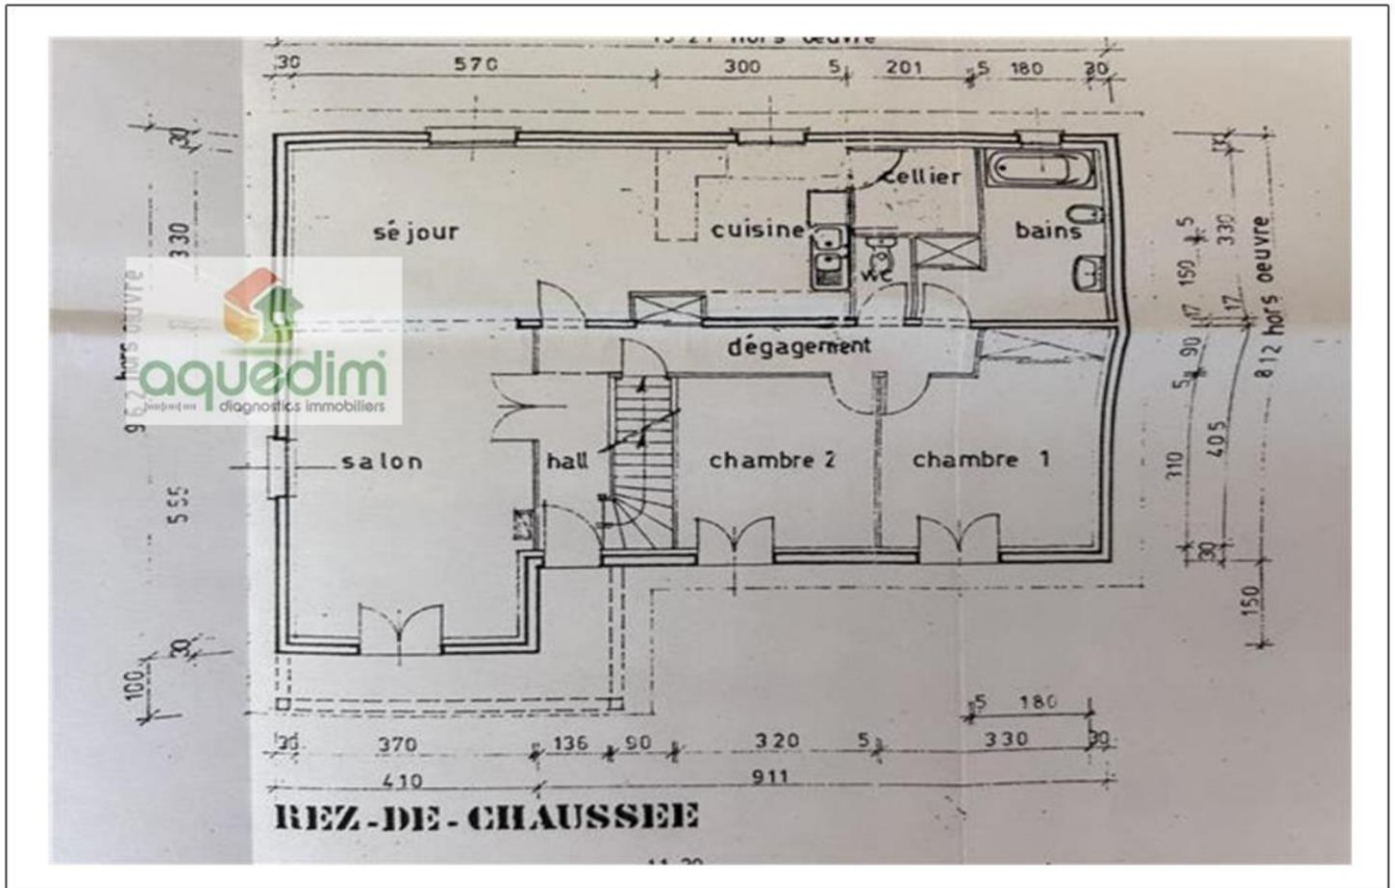 30 570 300 5 201 5 180 30
séjour
cuisine
cellier
bains
wc
dégagement
salon
hall
chambre 2
chambre 1
aquedim
diagnostics immobiliers
30
330
555
30
100
330
150 5
17
90
5
310
405
17
30
812 hors oeuvre
150
5 180
30 370 136 90 320 5 330 30
410 911
REZ-DE-CHAUSSEE